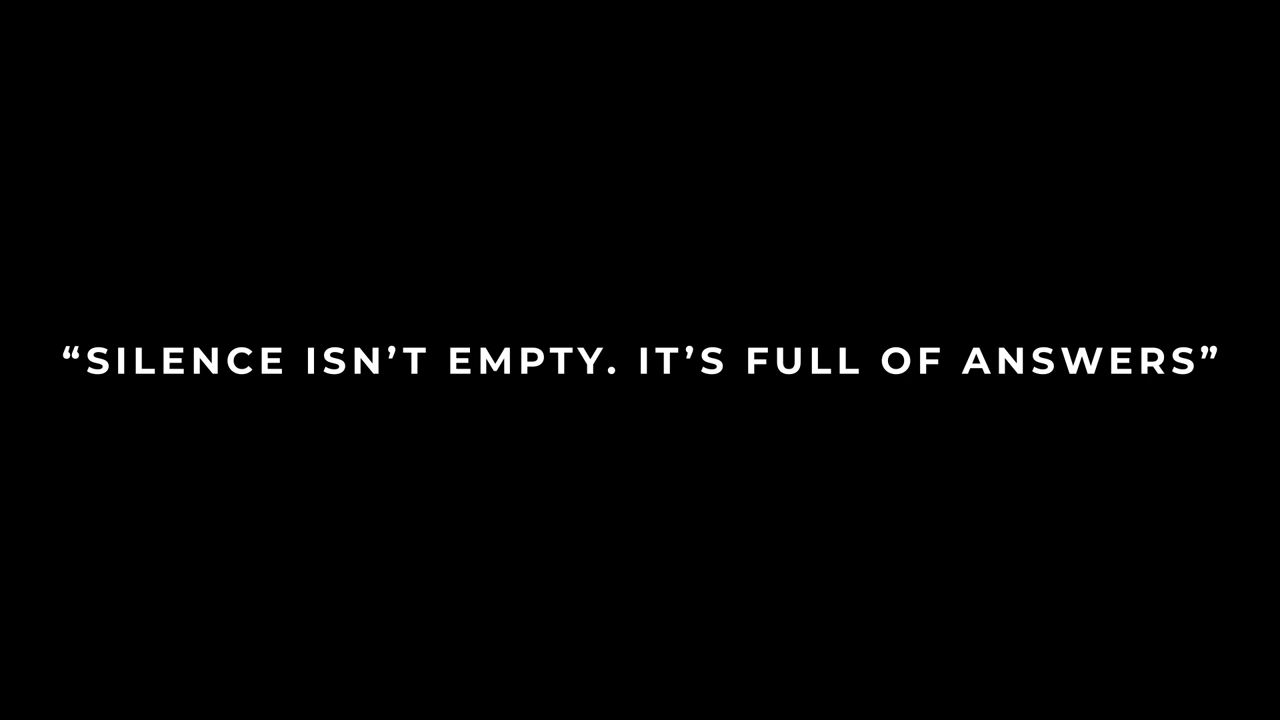 “SILENCE ISN’T EMPTY. IT’S FULL OF ANSWERS”